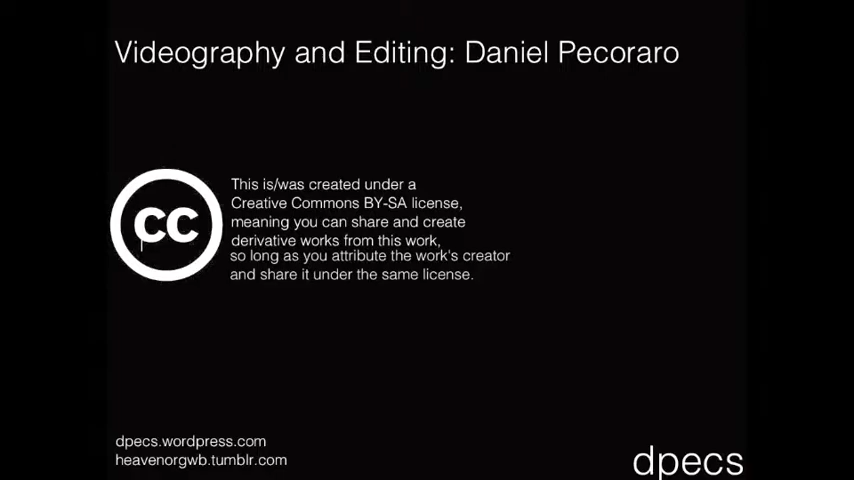 Videography and Editing: Daniel Pecoraro
cc
This is/was created under a
Creative Commons BY-SA license,
meaning you can share and create
derivative works from this work,
so long as you attribute the work's creator
and share it under the same license.
dpecs.wordpress.com
heavenorgwb.tumblr.com
dpecs